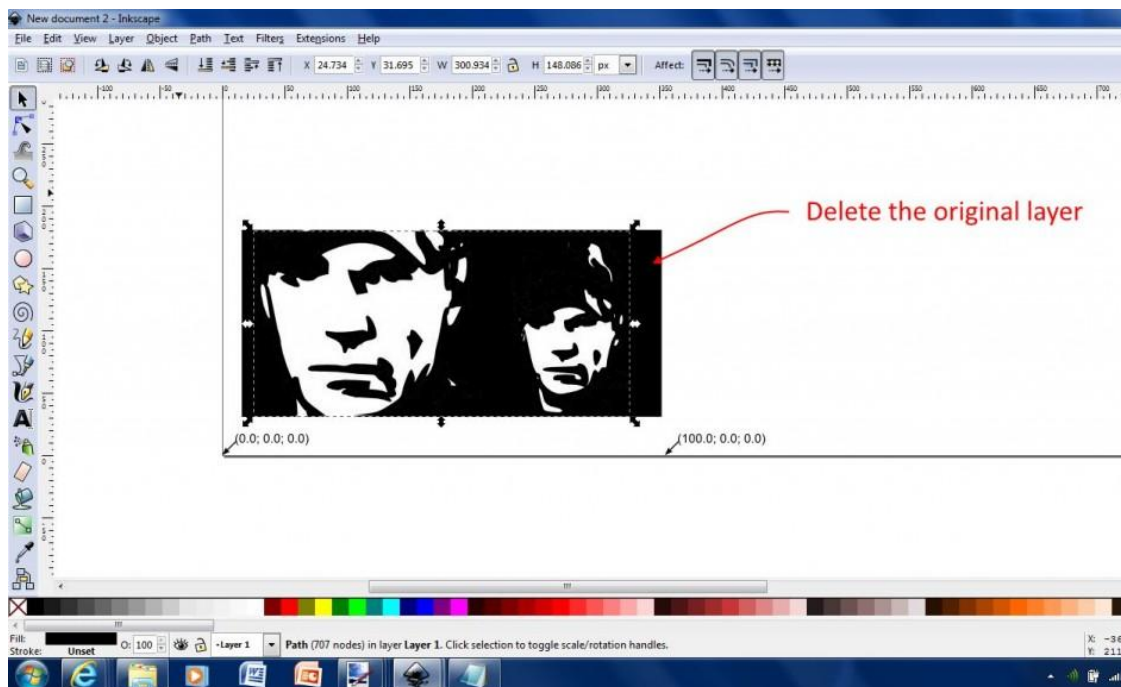 New document 2 - Inkscape
File Edit View Layer Object Path Text Filters Extensions Help
X 24.734 Y 31.695 W 300.934 H 148.086 px Affect:
Delete the original layer
(0.0; 0.0; 0.0) (100.0; 0.0; 0.0)
Fill:
Stroke: Unset O: 100 -Layer 1 Path (707 nodes) in layer Layer 1. Click selection to toggle scale/rotation handles.
X: -36
Y: 211